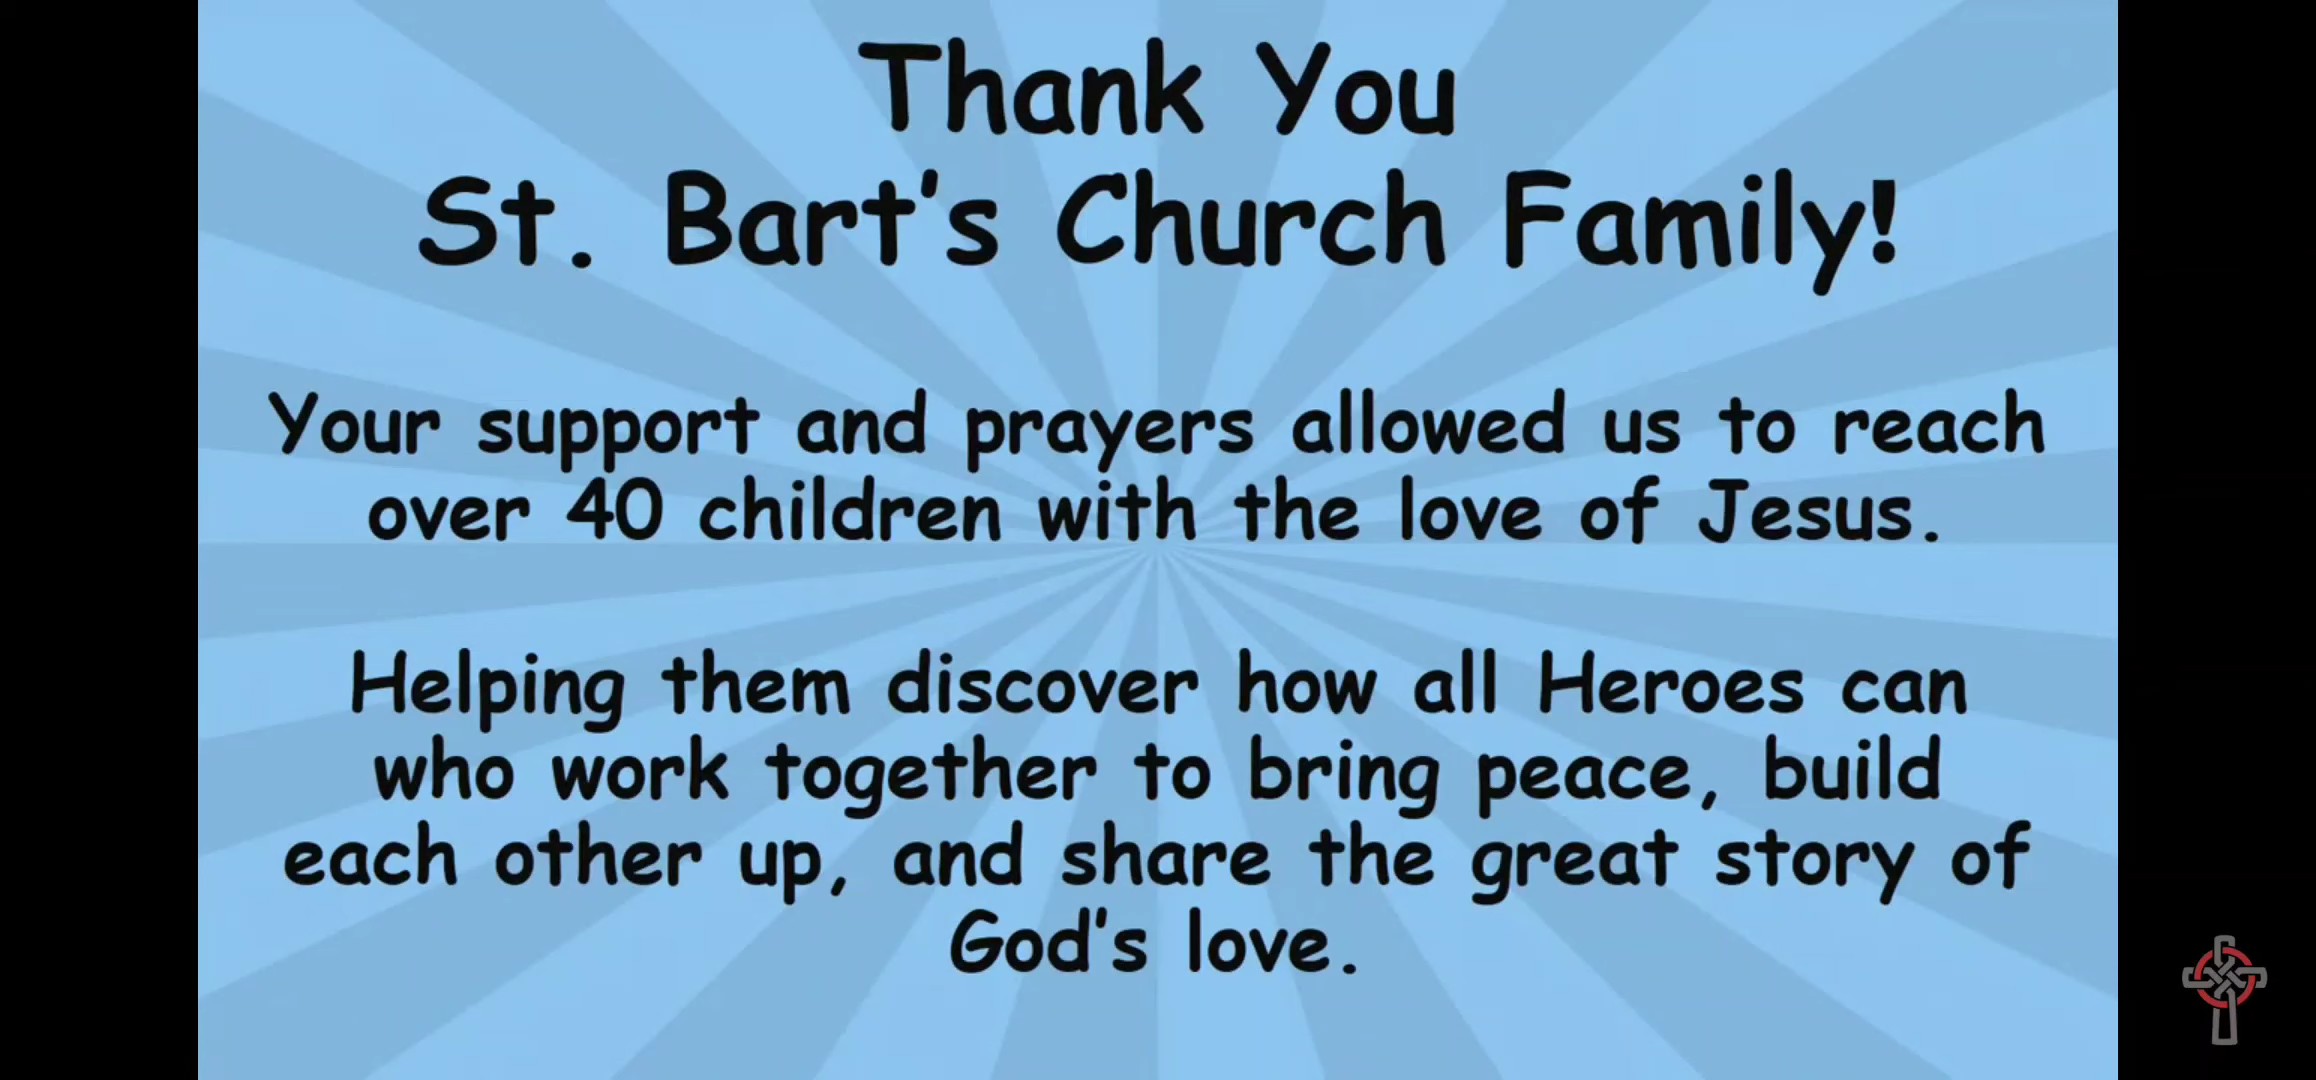 Thank You
St. Bart's Church Family!
Your support and prayers allowed us to reach
over 40 children with the love of Jesus.
Helping them discover how all Heroes can
who work together to bring peace, build
each other up, and share the great story of
God's love.